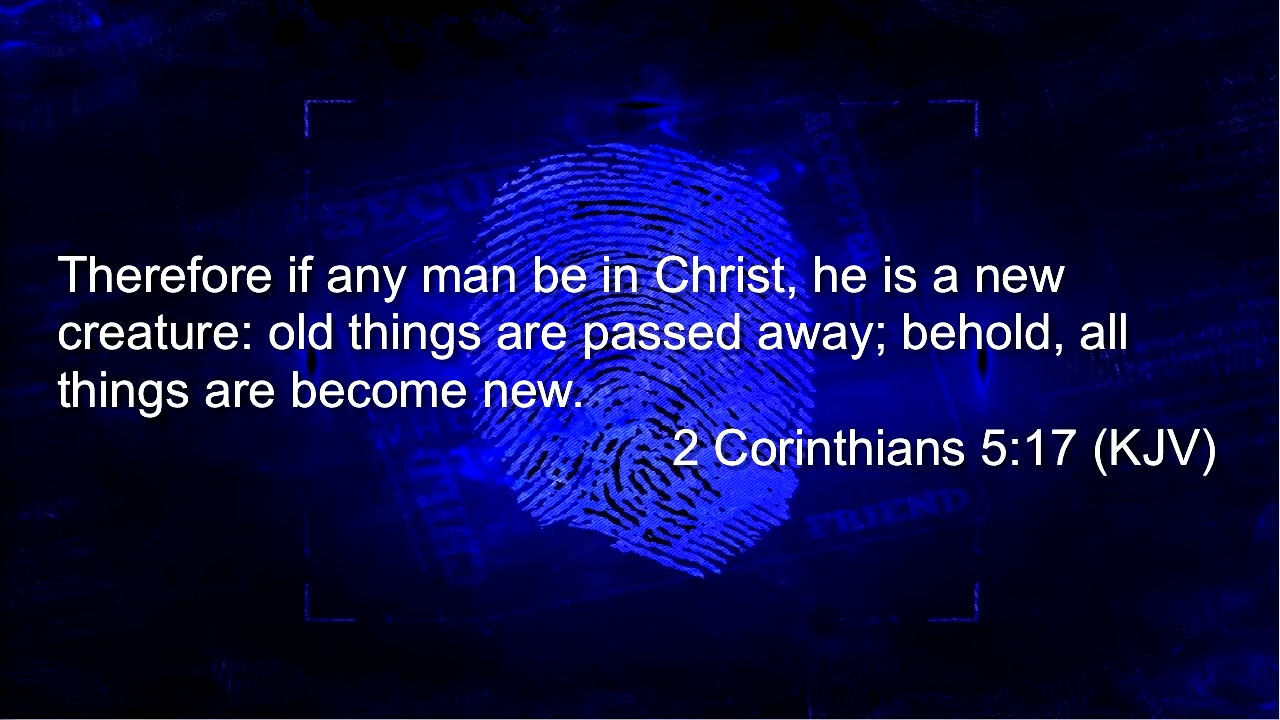 Therefore if any man be in Christ, he is a new
creature: old things are passed away; behold, all
things are become new.
2 Corinthians 5:17 (KJV)
FRIEND